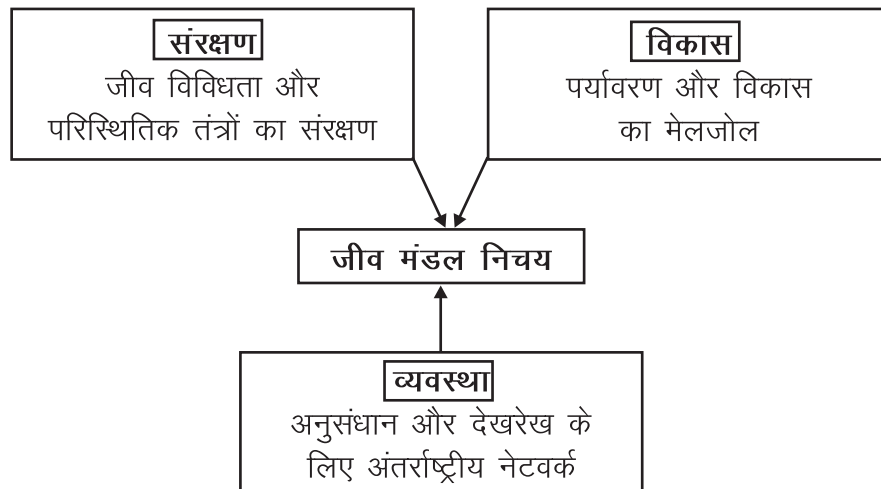 संरक्षण
जीव विविधता और
परिस्थितिक तंत्रों का संरक्षण
विकास
पर्यावरण और विकास
का मेलजोल
जीव मंडल निचय
व्यवस्था
अनुसंधान और देखरेख के
लिए अंतर्राष्ट्रीय नेटवर्क